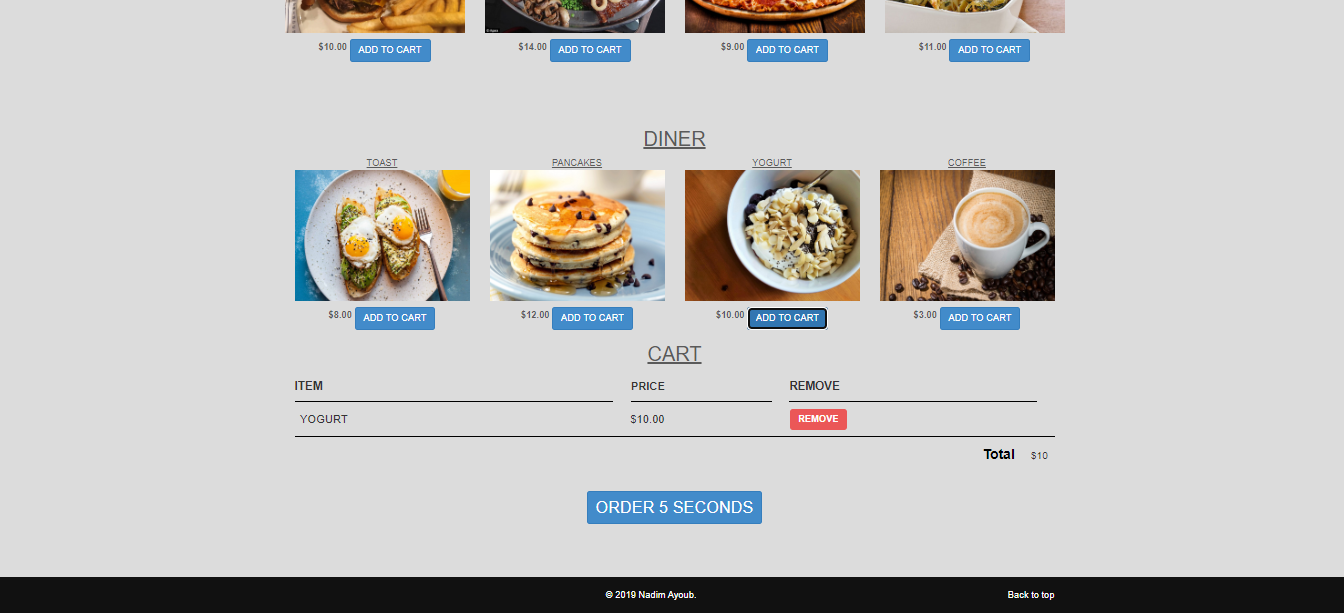 $10.00 ADD TO CART $14.00 ADD TO CART $9.00 ADD TO CART $11.00 ADD TO CART
DINER
TOAST PANCAKES YOGURT COFFEE
$8.00 ADD TO CART $12.00 ADD TO CART $10.00 ADD TO CART $3.00 ADD TO CART
CART
ITEM PRICE REMOVE
YOGURT $10.00 REMOVE
Total $10
ORDER 5 SECONDS
© 2019 Nadim Ayoub. Back to top